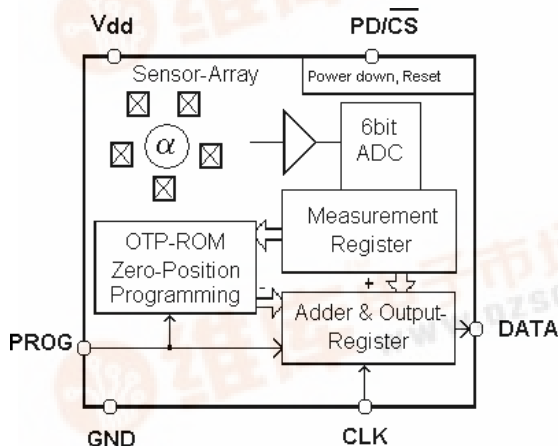 Vdd
PD/CS
Sensor-Array
Power down, Reset
α
6bit
ADC
Measurement
Register
OTP-ROM
Zero-Position
Programming
-
+
Adder & Output-
Register
PROG
DATA
GND
CLK